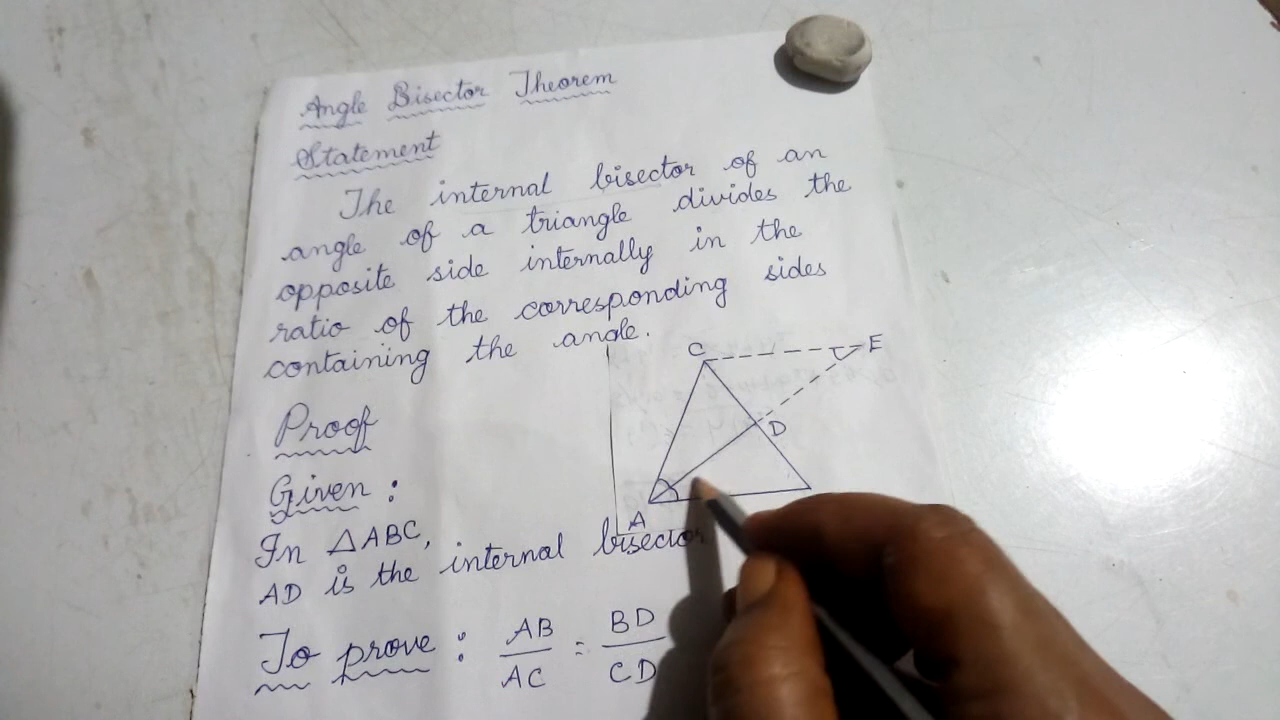 Angle Bisector Theorem
Statement
The internal bisector of an
angle of a triangle divides the
opposite side internally in the
ratio of the corresponding sides
containing the angle.
C E
D
A
Proof
Given :
In △ABC,
AD is the internal bisector
To prove : AB/AC = BD/CD